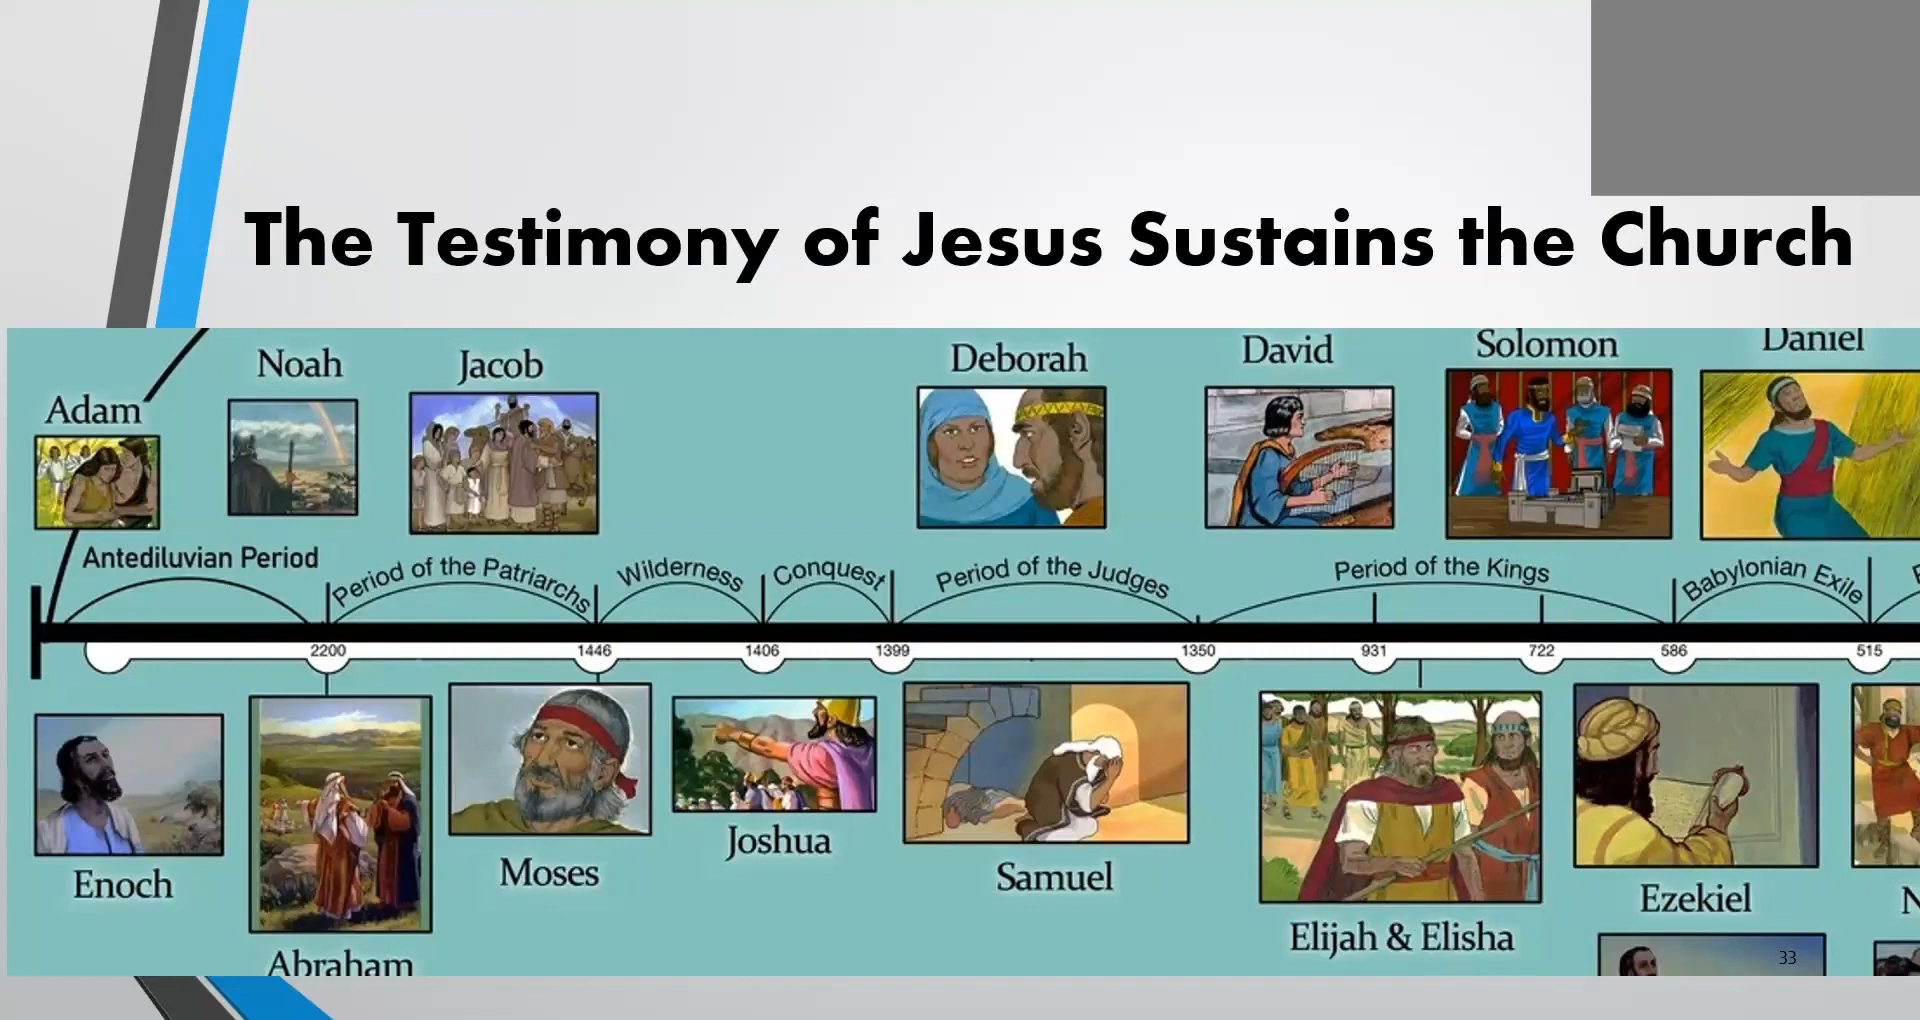 The Testimony of Jesus Sustains the Church
Adam
Noah
Jacob
Deborah
David
Solomon
Daniel
Antediluvian Period
Period of the Patriarchs
Wilderness
Conquest
Period of the Judges
Period of the Kings
Babylonian Exile
2200
1446
1406
1399
1350
931
722
586
515
Enoch
Abraham
Moses
Joshua
Samuel
Elijah & Elisha
Ezekiel
33